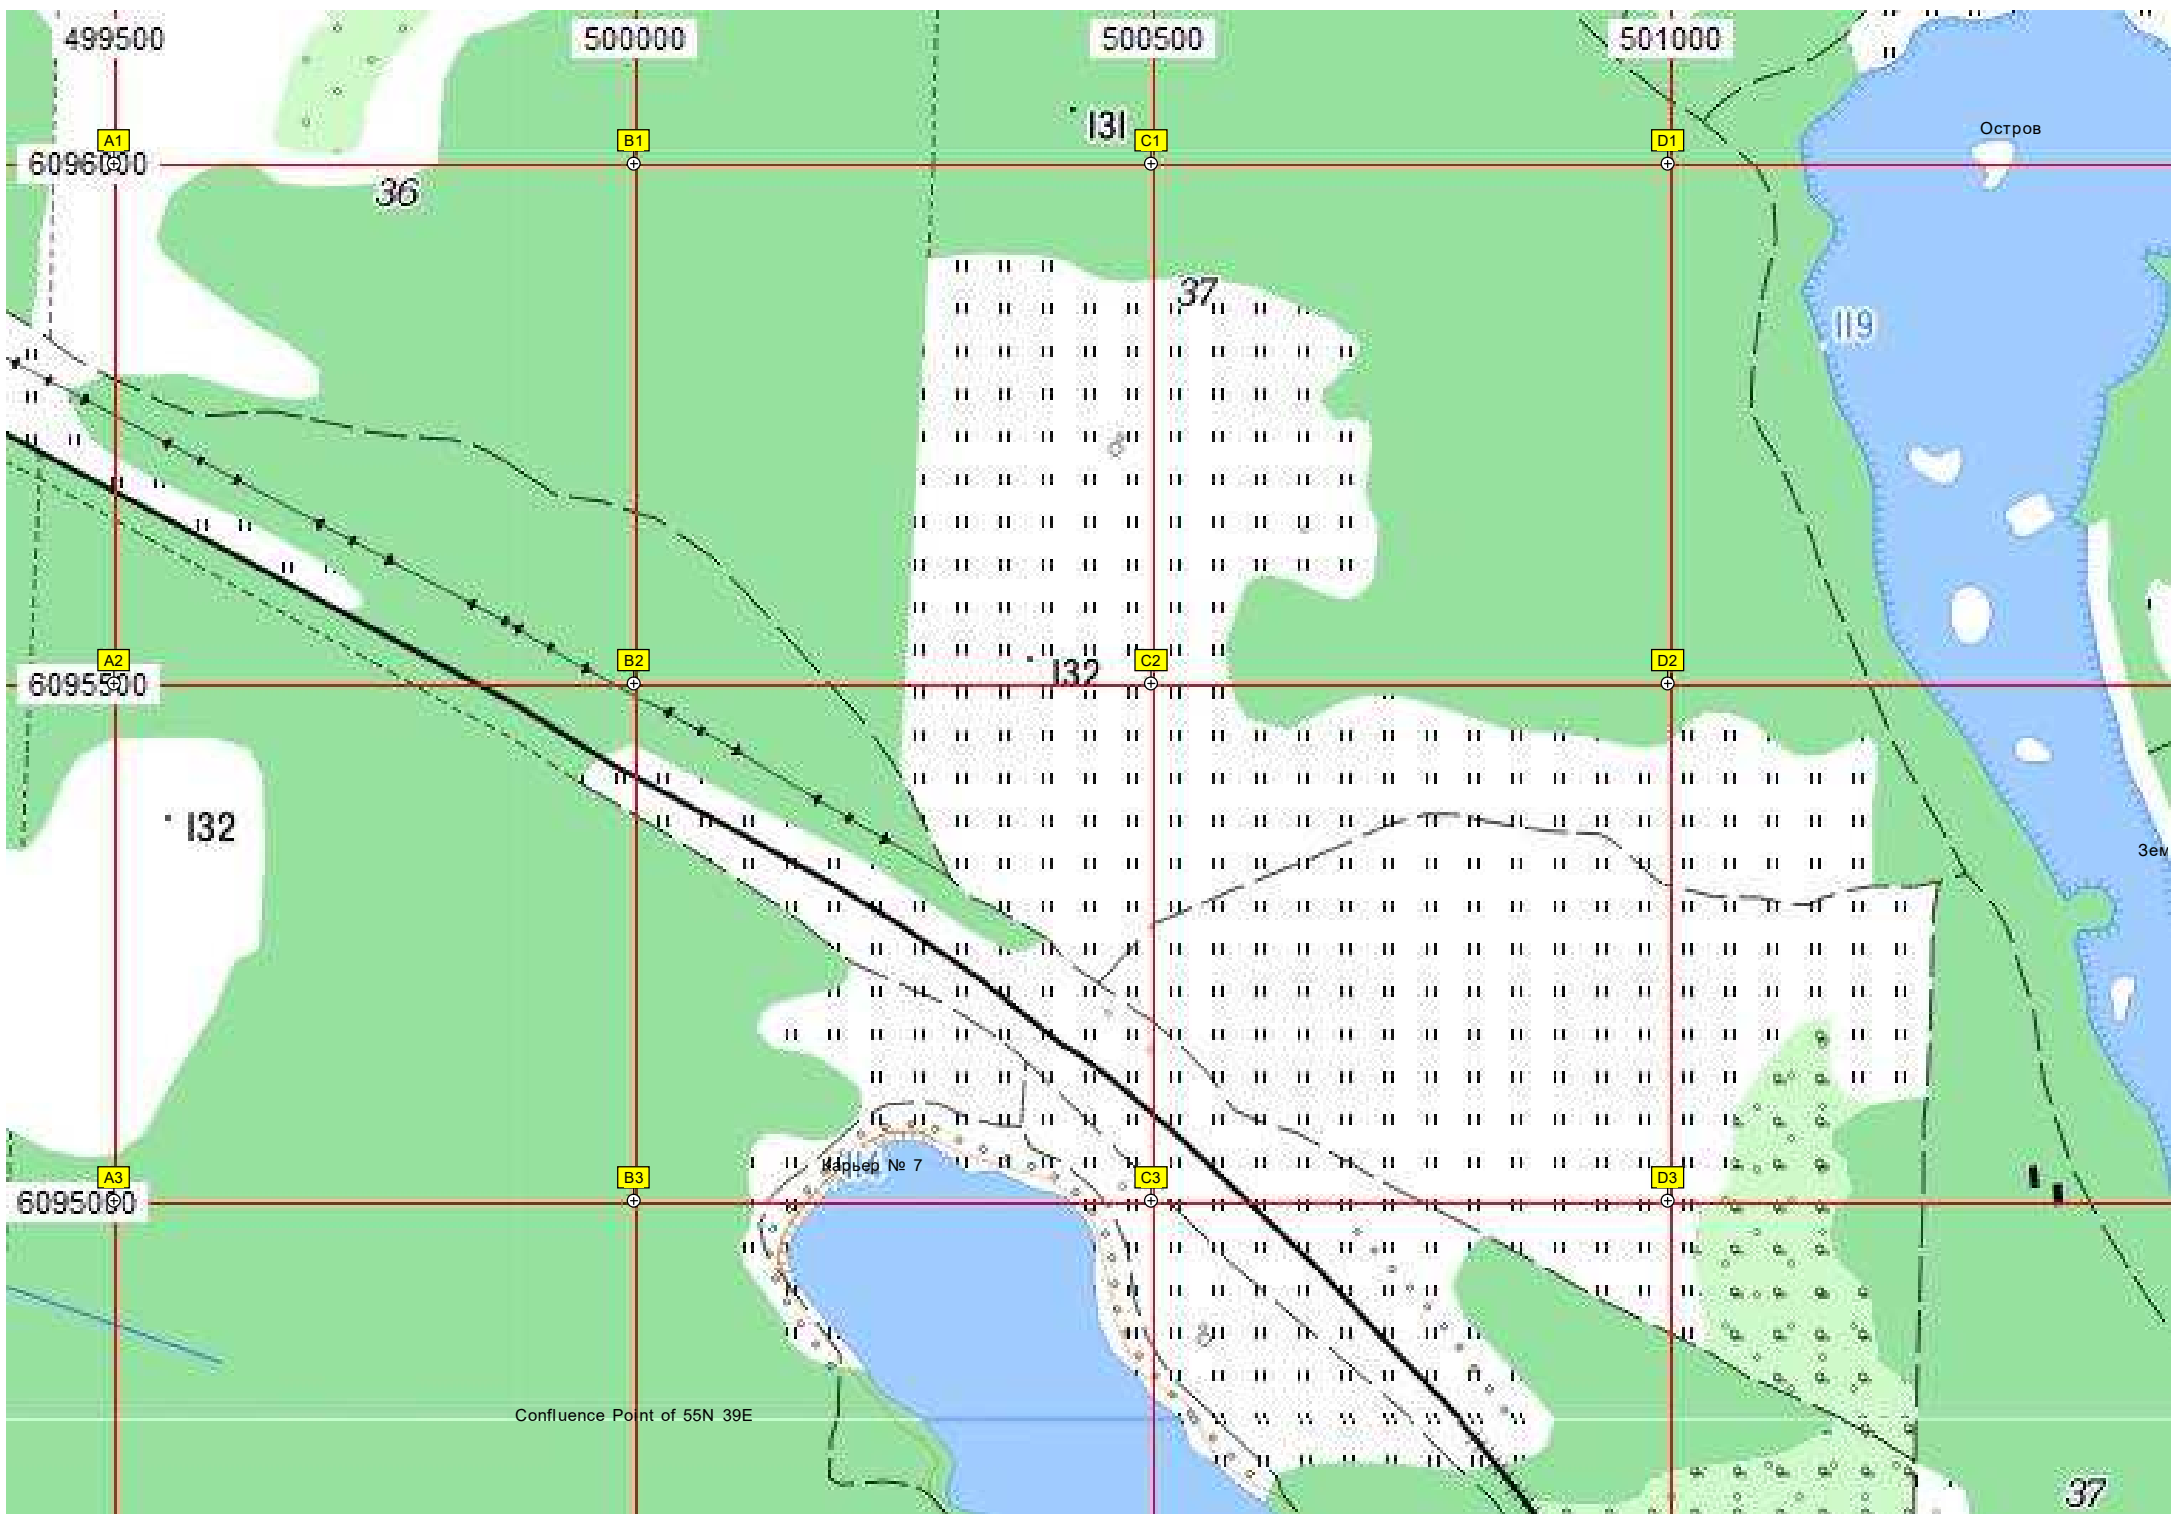 499500 500000 500500 501000
Остров
131
A1 B1 C1 D1
6096000
36
37
119
A2 B2 C2 D2
6095500
132
132
Зем
Карьер № 7
A3 B3 C3 D3
6095000
Confluence Point of 55N 39E
37